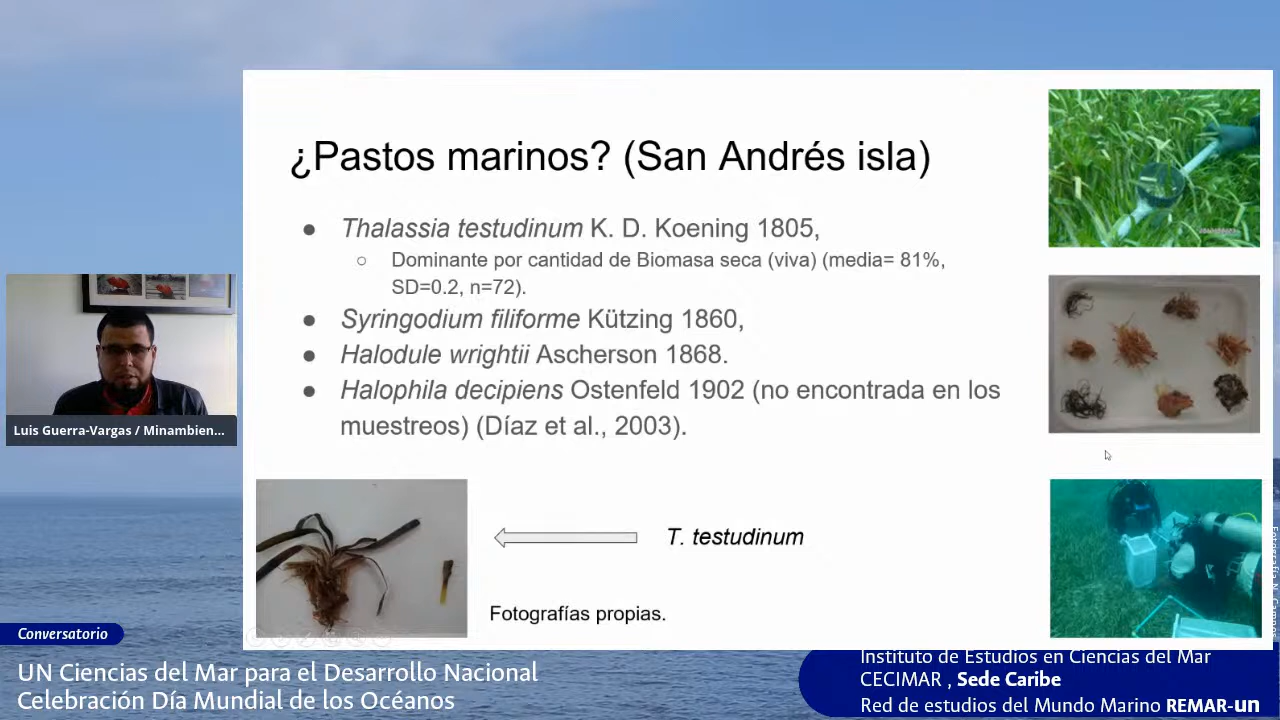 ¿Pastos marinos? (San Andrés isla)
● Thalassia testudinum K. D. Koening 1805,
○ Dominante por cantidad de Biomasa seca (viva) (media= 81%,
SD=0.2, n=72).
● Syringodium filiforme Kützing 1860,
● Halodule wrightii Ascherson 1868.
● Halophila decipiens Ostenfeld 1902 (no encontrada en los
muestreos) (Díaz et al., 2003).
Luis Guerra-Vargas / Minambien...
T. testudinum
Fotografías propias.
Conversatorio
UN Ciencias del Mar para el Desarrollo Nacional
Celebración Día Mundial de los Océanos
Instituto de Estudios en Ciencias del Mar
CECIMAR , Sede Caribe
Red de estudios del Mundo Marino REMAR-un